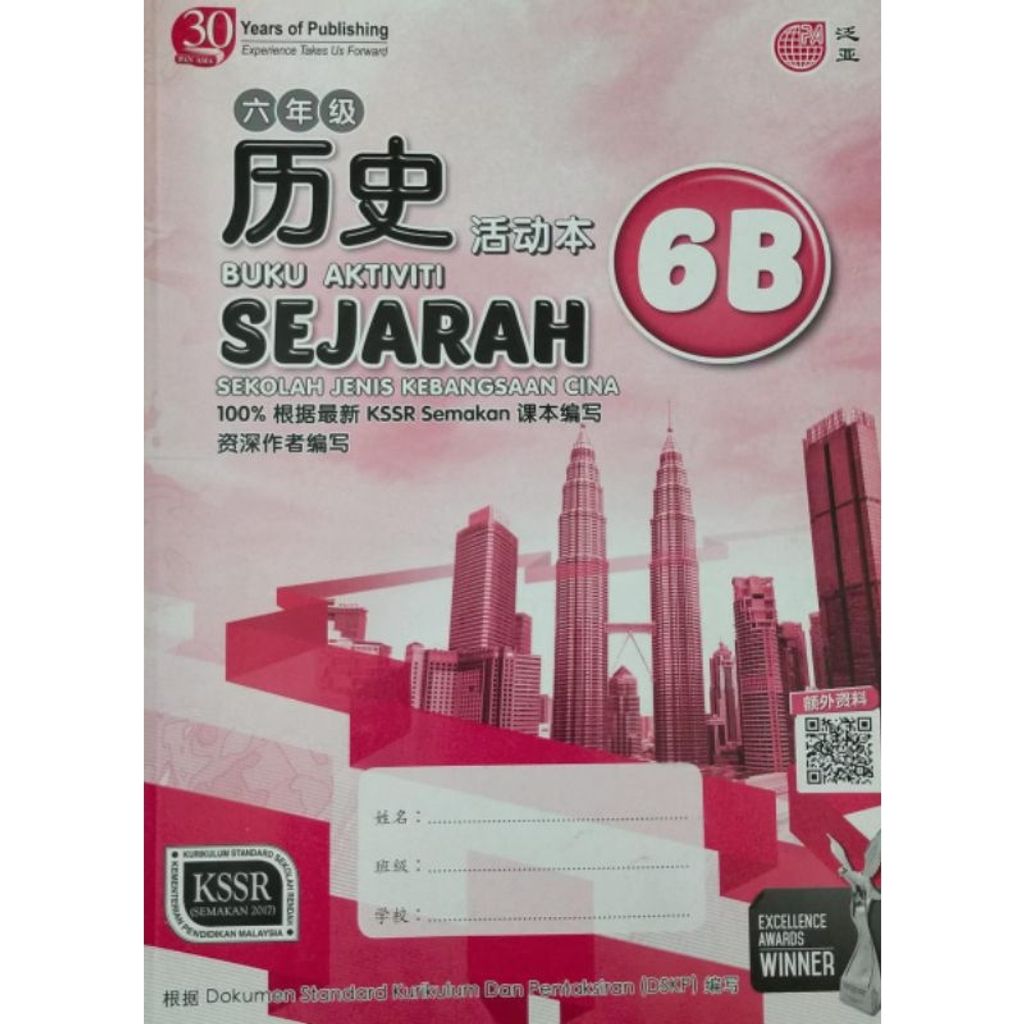 30 Years of Publishing
PAN ASIA Experience Takes Us Forward
PA 泛亚
六年级
历史 活动本
6B
BUKU AKTIVITI
SEJARAH
SEKOLAH JENIS KEBANGSAAN CINA
100% 根据最新 KSSR Semakan 课本编写
资深作者编写
额外资料
姓名：
班级：
学校：
KURIKULUM STANDARD SEKOLAH RENDAH
KSSR
(SEMAKAN 2017)
KEMENTERIAN PENDIDIKAN MALAYSIA
EXCELLENCE
AWARDS
WINNER
根据 Dokumen Standard Kurikulum Dan Pentaksiran (DSKP) 编写